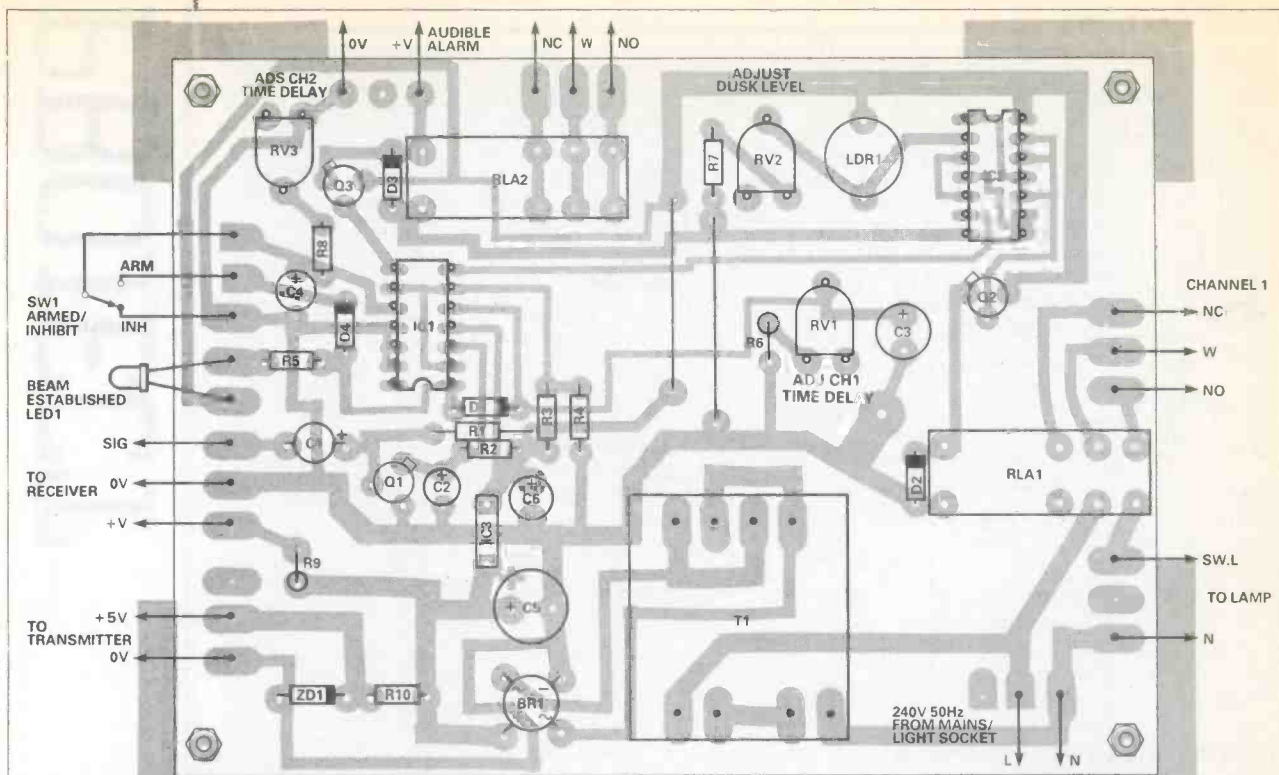 0V
+V
AUDIBLE
ALARM
NC
W
NO
ADS CH2
TIME DELAY
ADJUST
DUSK LEVEL
RV3
Q3
D3
RLA2
R7
RV2
LDR1
R8
ARM
SW1
ARMED/
INHIBIT
INH
C4
D4
IC1
Q2
CHANNEL 1
NC
W
NO
R6
RV1
C3
ADJ CH1
TIME DELAY
R5
BEAM
ESTABLISHED
LED1
R1
R2
R3
R4
SIG
TO
RECEIVER
0V
+V
Q1
C2
C6
IC3
D2
RLA1
R9
C5
T1
SW.L
TO LAMP
N
TO
TRANSMITTER
+5V
0V
ZD1
R10
BR1
240V 50Hz
FROM MAINS/
LIGHT SOCKET
L
N